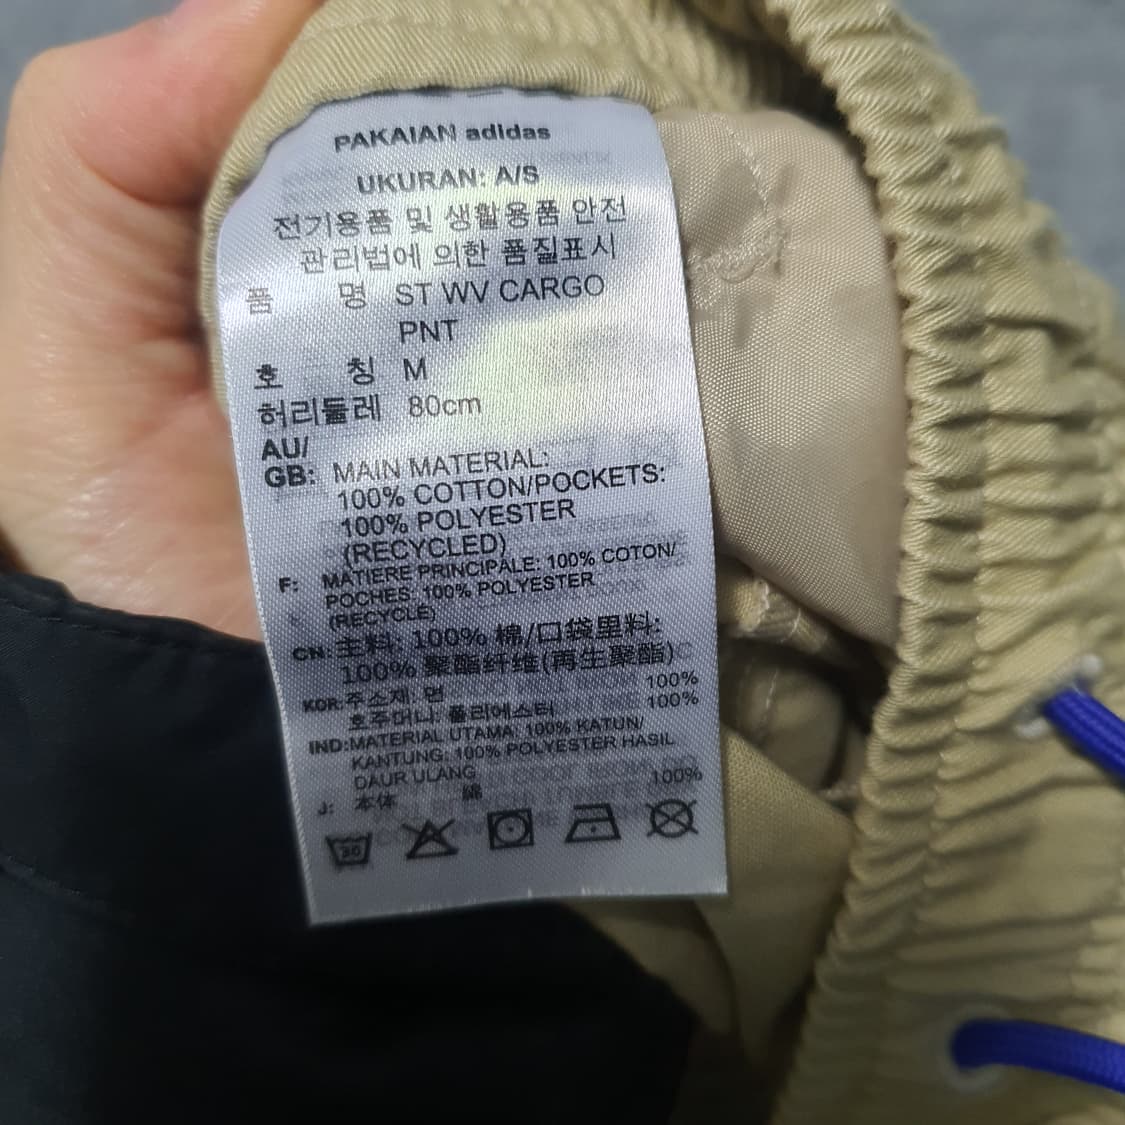 PAKAIAN adidas
UKURAN: A/S
전기용품 및 생활용품 안전
관리법에 의한 품질표시
품 명 ST WV CARGO
PNT
호 칭 M
허리둘레 80cm
AU/
GB: MAIN MATERIAL:
100% COTTON/POCKETS:
100% POLYESTER
(RECYCLED)
F: MATIERE PRINCIPALE: 100% COTON/
POCHES: 100% POLYESTER
(RECYCLE)
CN: 主料: 100% 棉/口袋里料:
100% 聚酯纤维(再生聚酯)
KOR: 주소재: 면 100%
호주머니: 폴리에스터 100%
IND:MATERIAL UTAMA: 100% KATUN/
KANTUNG: 100% POLYESTER HASIL
DAUR ULANG
J: 本体 綿 100%
30